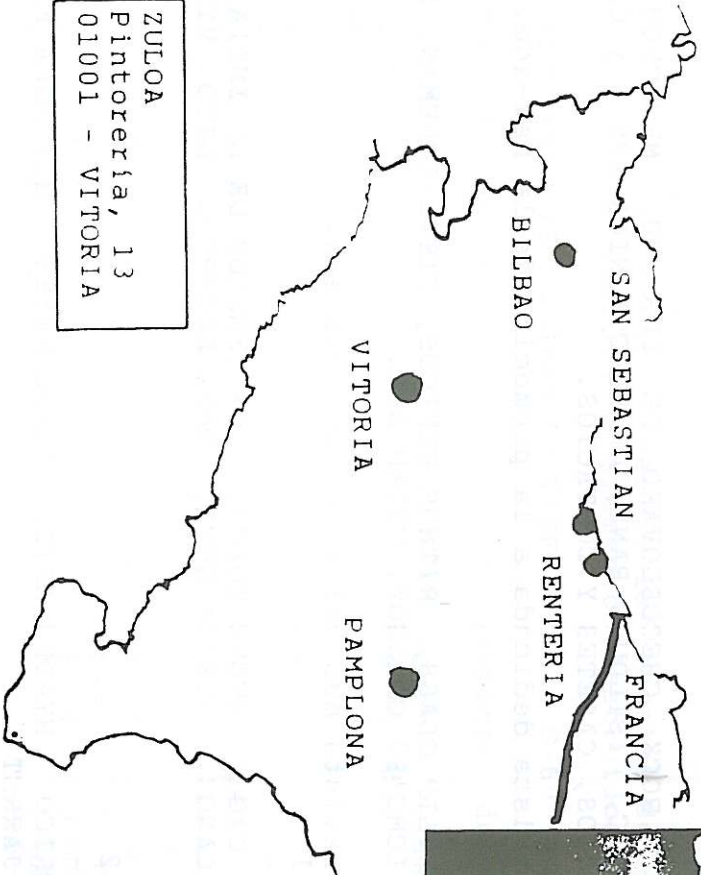 SAN SEBASTIAN
FRANCIA
RENTERIA
BILBAO
VITORIA
PAMPLONA
ZULOA
Pintorería, 13
01001 - VITORIA